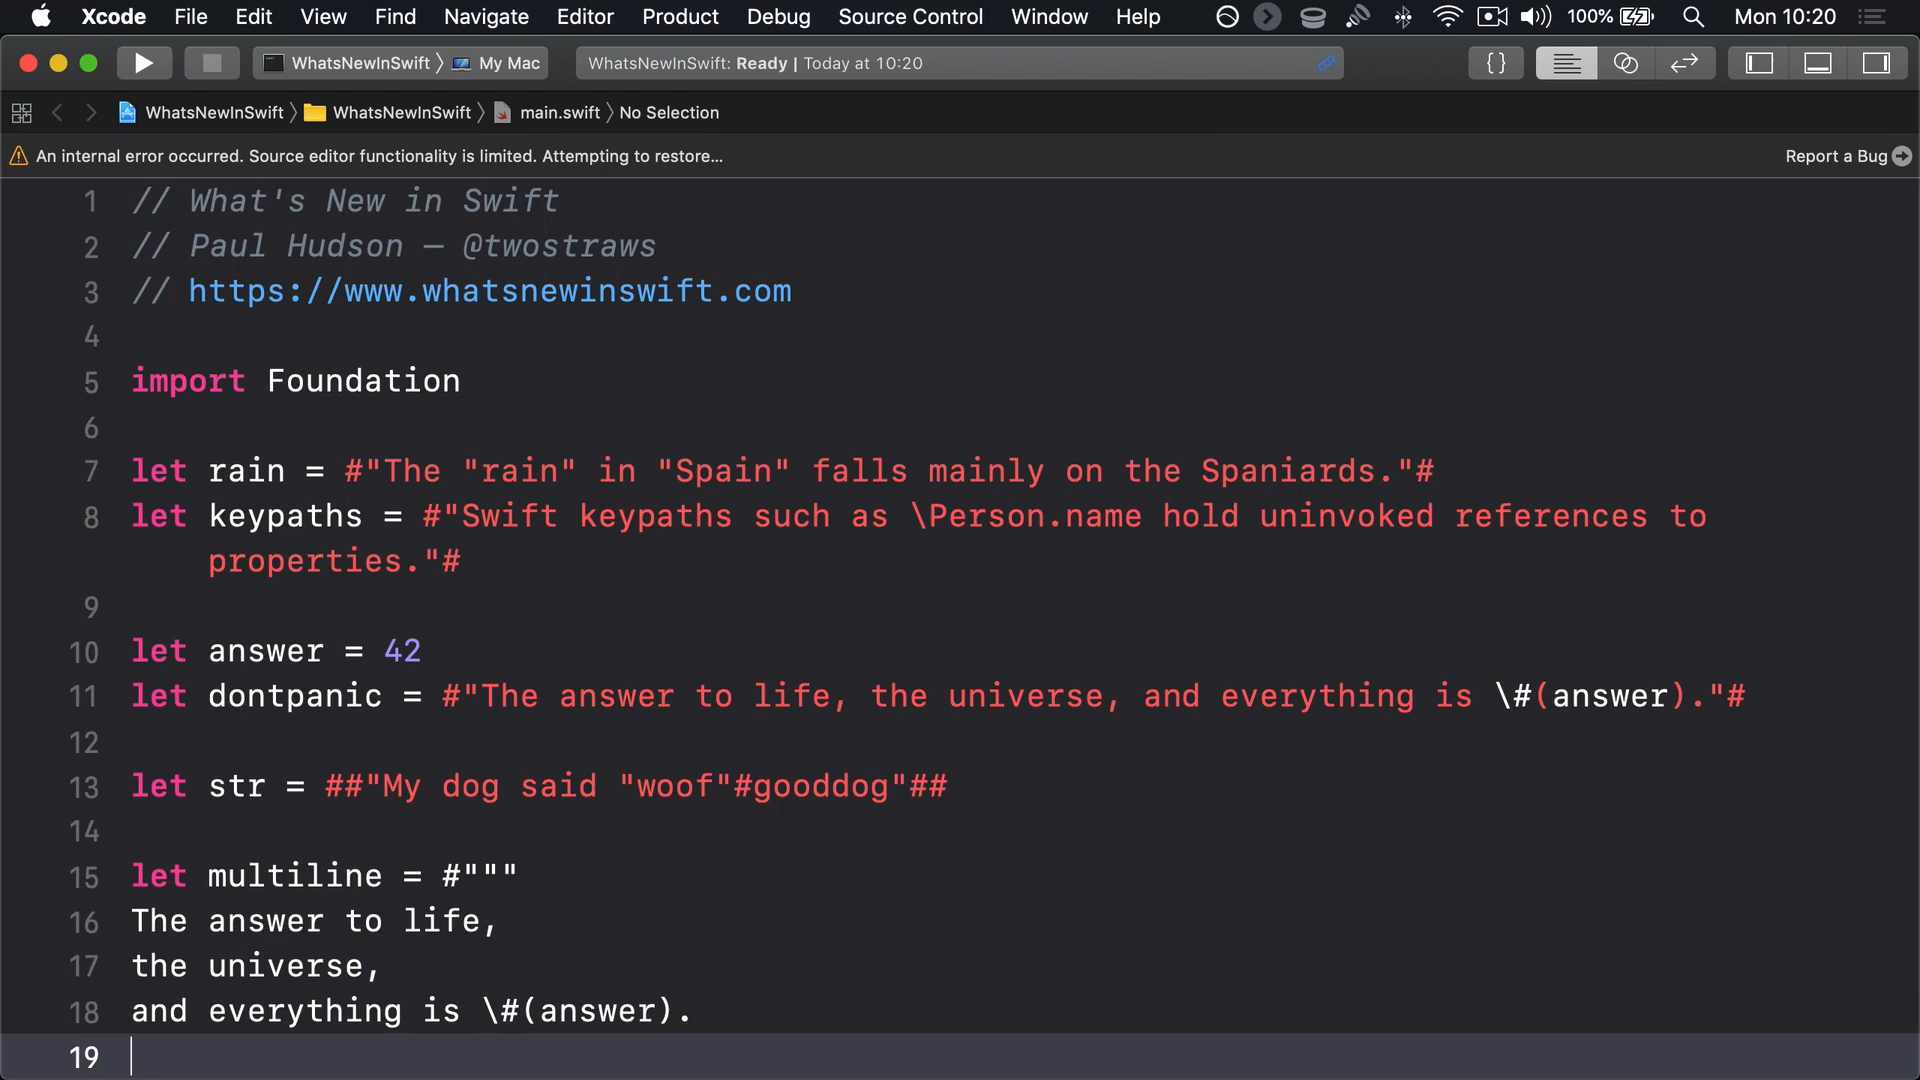 Xcode File Edit View Find Navigate Editor Product Debug Source Control Window Help 100% Mon 10:20
WhatsNewInSwift 〉 My Mac WhatsNewInSwift: Ready | Today at 10:20 {}
WhatsNewInSwift 〉 WhatsNewInSwift 〉 main.swift 〉 No Selection
An internal error occurred. Source editor functionality is limited. Attempting to restore... Report a Bug
1 // What's New in Swift
2 // Paul Hudson – @twostraws
3 // https://www.whatsnewinswift.com
4
5 import Foundation
6
7 let rain = #"The "rain" in "Spain" falls mainly on the Spaniards."#
8 let keypaths = #"Swift keypaths such as \Person.name hold uninvoked references to
properties."#
9
10 let answer = 42
11 let dontpanic = #"The answer to life, the universe, and everything is \#(answer)."#
12
13 let str = ##"My dog said "woof"#gooddog"##
14
15 let multiline = #"""
16 The answer to life,
17 the universe,
18 and everything is \#(answer).
19